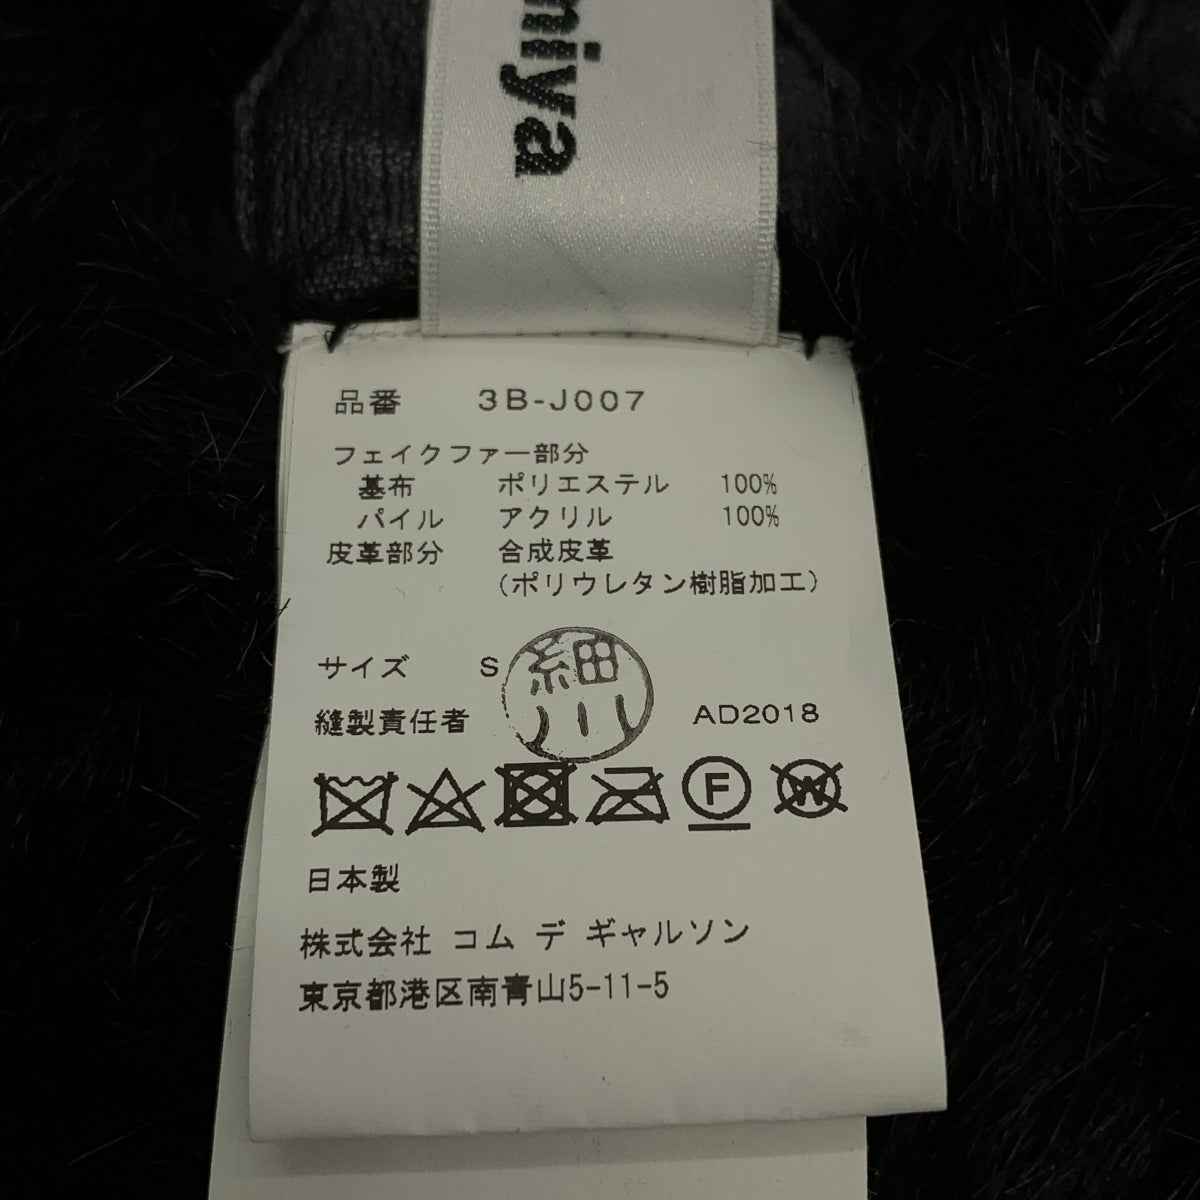 niya
品番 3B-J007
フェイクファー部分
基布 ポリエステル 100%
パイル アクリル 100%
皮革部分 合成皮革
(ポリウレタン樹脂加工)
サイズ S
細川
縫製責任者 AD2018
F W
日本製
株式会社 コム デ ギャルソン
東京都港区南青山5-11-5